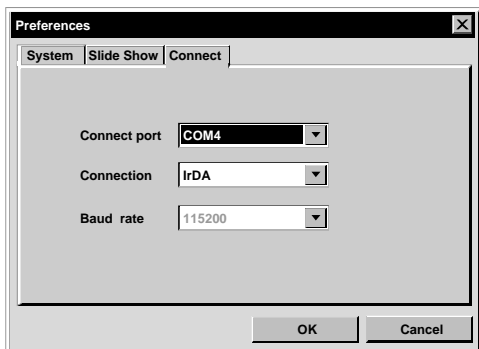 Preferences
System Slide Show Connect
Connect port COM4
Connection IrDA
Baud rate 115200
OK Cancel